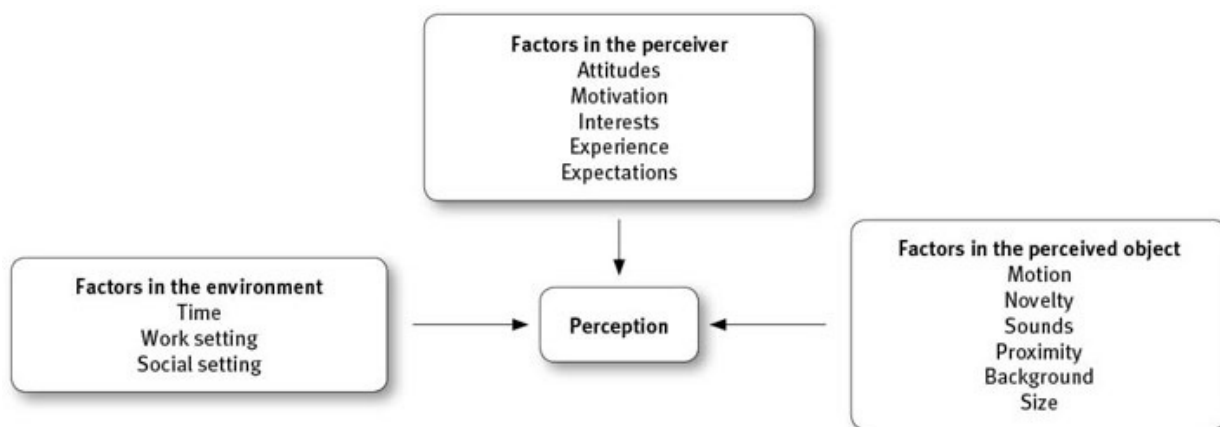 Factors in the perceiver
Attitudes
Motivation
Interests
Experience
Expectations
Factors in the environment
Time
Work setting
Social setting
Perception
Factors in the perceived object
Motion
Novelty
Sounds
Proximity
Background
Size